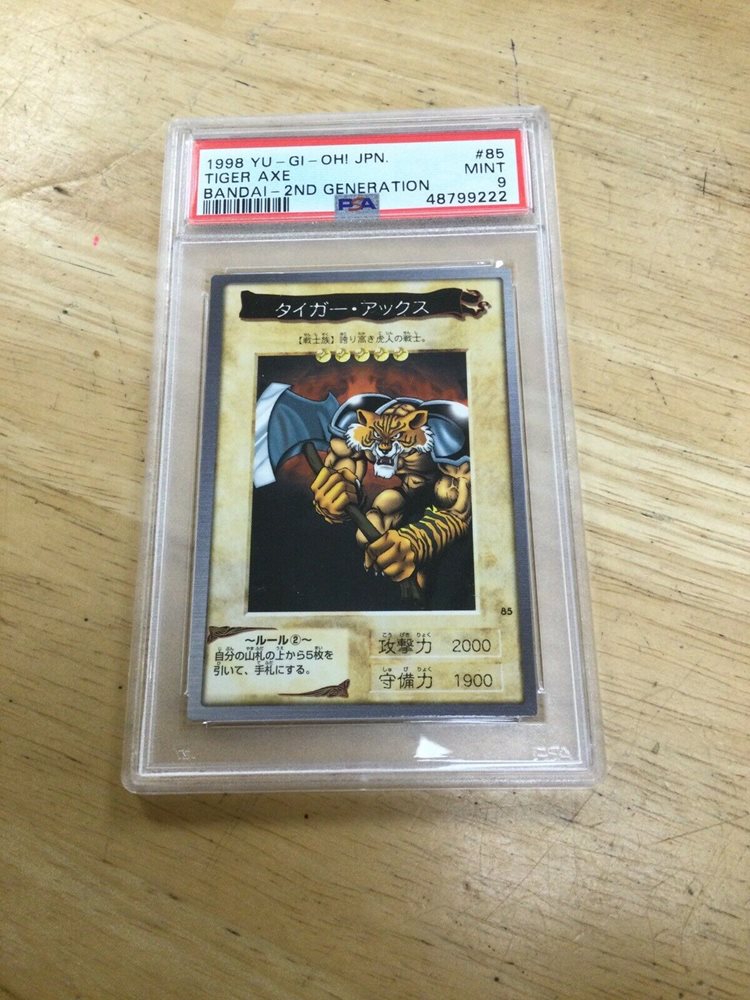 1998 YU-GI-OH! JPN. #85
TIGER AXE MINT
BANDAI-2ND GENERATION 9
PSA 48799222
タイガー・アックス
【戦士族】誇り高き虎人の戦士。
85
〜ルール②〜
自分の山札の上から5枚を
引いて、手札にする。
攻撃力 2000
守備力 1900
PSA